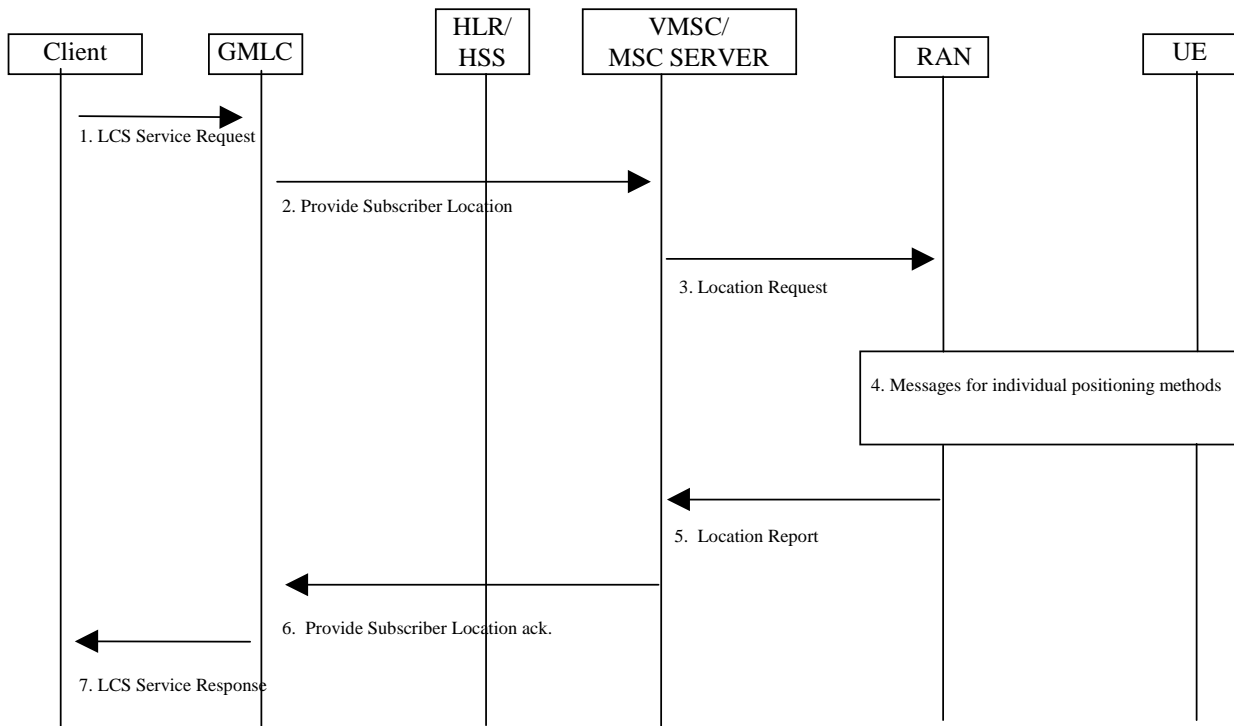 Client
GMLC
HLR/
HSS
VMSC/
MSC SERVER
RAN
UE
1. LCS Service Request
2. Provide Subscriber Location
3. Location Request
4. Messages for individual positioning methods
5. Location Report
6. Provide Subscriber Location ack.
7. LCS Service Response